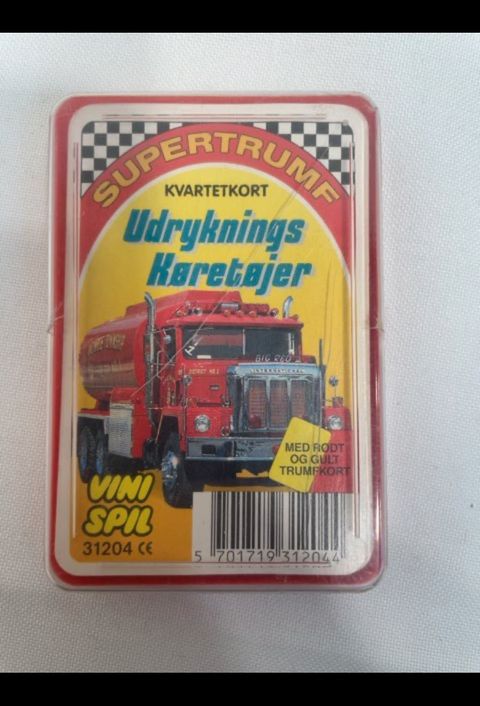 SUPERTRUMF
KVARTETKORT
Udryknings
Køretøjer
BIG RED
INTERNATIONAL
MED RØDT
OG GULT
TRUMFKORT
VINI
SPIL
31204 CE
5 701719 312044